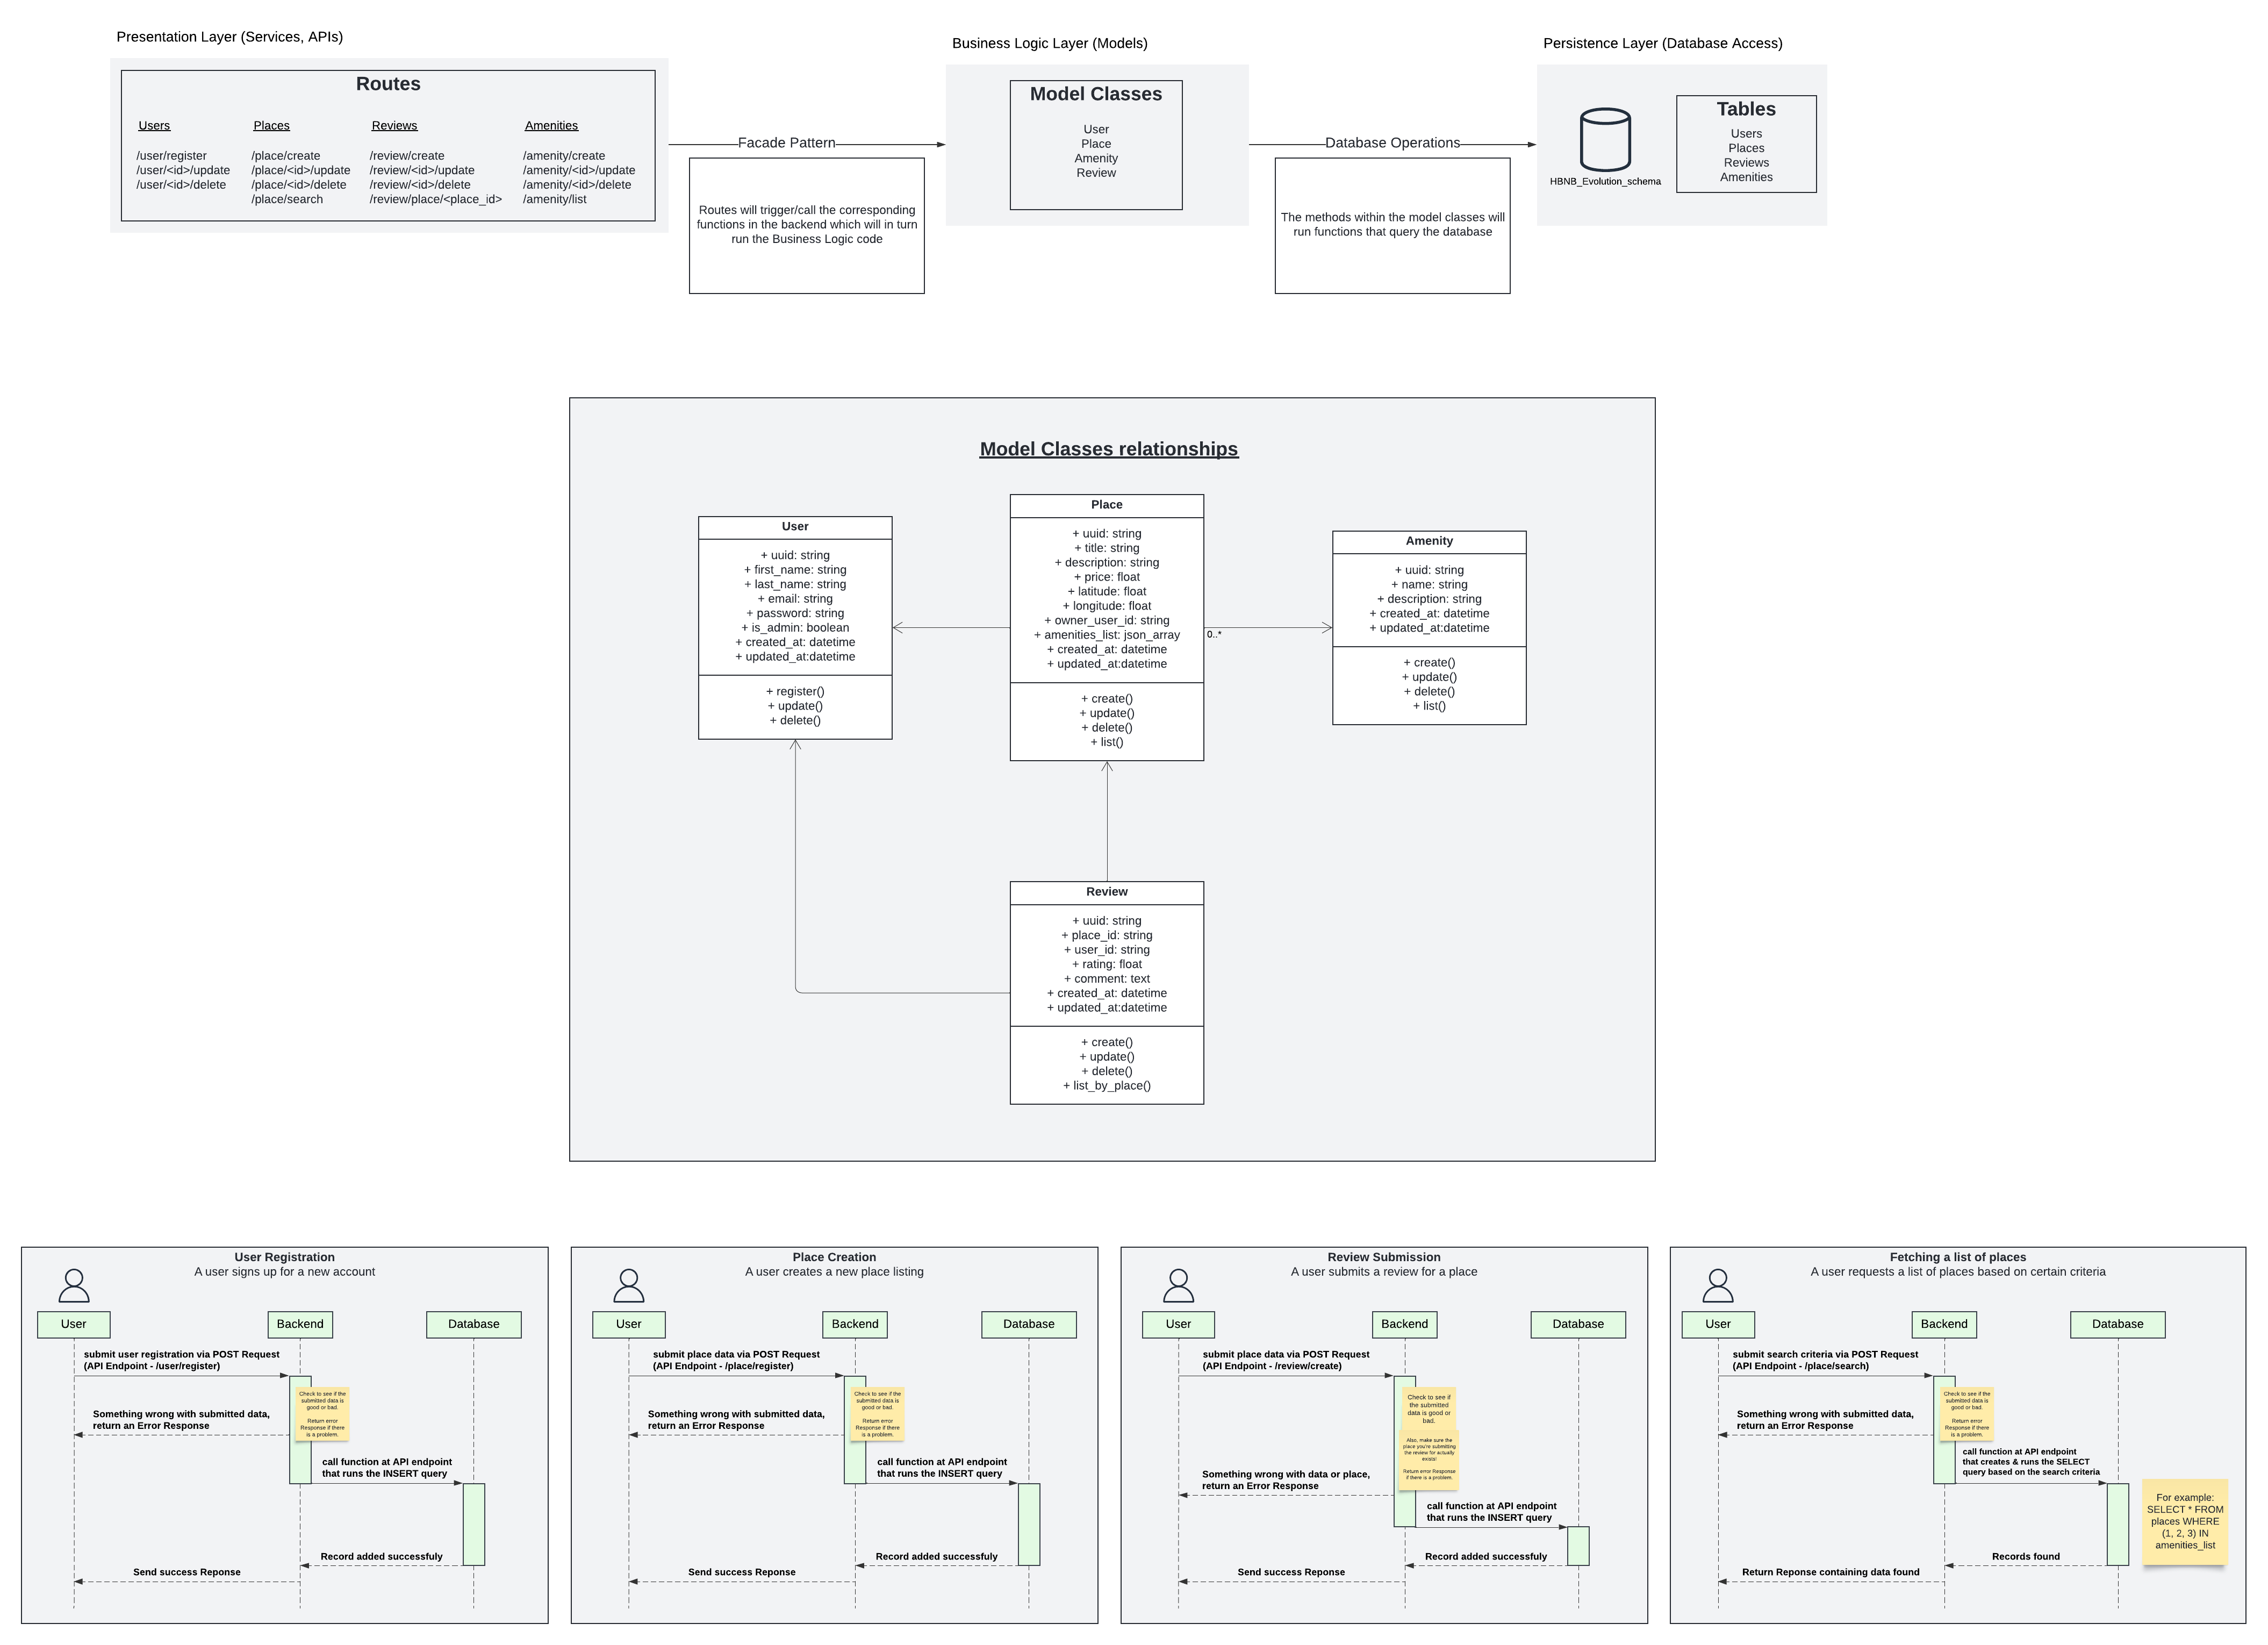 Presentation Layer (Services, APIs)
Routes
Users
/user/register
/user/<id>/update
/user/<id>/delete
Places
/place/create
/place/<id>/update
/place/<id>/delete
/place/search
Reviews
/review/create
/review/<id>/update
/review/<id>/delete
/review/place/<place_id>
Amenities
/amenity/create
/amenity/<id>/update
/amenity/<id>/delete
/amenity/list
Facade Pattern
Routes will trigger/call the corresponding
functions in the backend which will in turn
run the Business Logic code
Business Logic Layer (Models)
Model Classes
User
Place
Amenity
Review
Database Operations
The methods within the model classes will
run functions that query the database
Persistence Layer (Database Access)
HBNB_Evolution_schema
Tables
Users
Places
Reviews
Amenities
Model Classes relationships
User
+ uuid: string
+ first_name: string
+ last_name: string
+ email: string
+ password: string
+ is_admin: boolean
+ created_at: datetime
+ updated_at:datetime
+ register()
+ update()
+ delete()
Place
+ uuid: string
+ title: string
+ description: string
+ price: float
+ latitude: float
+ longitude: float
+ owner_user_id: string
+ amenities_list: json_array
+ created_at: datetime
+ updated_at:datetime
+ create()
+ update()
+ delete()
+ list()
0..*
Amenity
+ uuid: string
+ name: string
+ description: string
+ created_at: datetime
+ updated_at:datetime
+ create()
+ update()
+ delete()
+ list()
Review
+ uuid: string
+ place_id: string
+ user_id: string
+ rating: float
+ comment: text
+ created_at: datetime
+ updated_at:datetime
+ create()
+ update()
+ delete()
+ list_by_place()
User Registration
A user signs up for a new account
User
Backend
Database
submit user registration via POST Request
(API Endpoint - /user/register)
Check to see if the
submitted data is
good or bad.
Return error
Response if there
is a problem.
Something wrong with submitted data,
return an Error Response
call function at API endpoint
that runs the INSERT query
Record added successfuly
Send success Reponse
Place Creation
A user creates a new place listing
User
Backend
Database
submit place data via POST Request
(API Endpoint - /place/register)
Check to see if the
submitted data is
good or bad.
Return error
Response if there
is a problem.
Something wrong with submitted data,
return an Error Response
call function at API endpoint
that runs the INSERT query
Record added successfuly
Send success Reponse
Review Submission
A user submits a review for a place
User
Backend
Database
submit place data via POST Request
(API Endpoint - /review/create)
Check to see if
the submitted
data is good or
bad.
Also, make sure the
place you're submitting
the review for actually
exists!
Return error Response
if there is a problem.
Something wrong with data or place,
return an Error Response
call function at API endpoint
that runs the INSERT query
Record added successfuly
Send success Reponse
Fetching a list of places
A user requests a list of places based on certain criteria
User
Backend
Database
submit search criteria via POST Request
(API Endpoint - /place/search)
Check to see if the
submitted data is
good or bad.
Return error
Response if there
is a problem.
Something wrong with submitted data,
return an Error Response
call function at API endpoint
that creates & runs the SELECT
query based on the search criteria
For example:
SELECT * FROM
places WHERE
(1, 2, 3) IN
amenities_list
Records found
Return Reponse containing data found